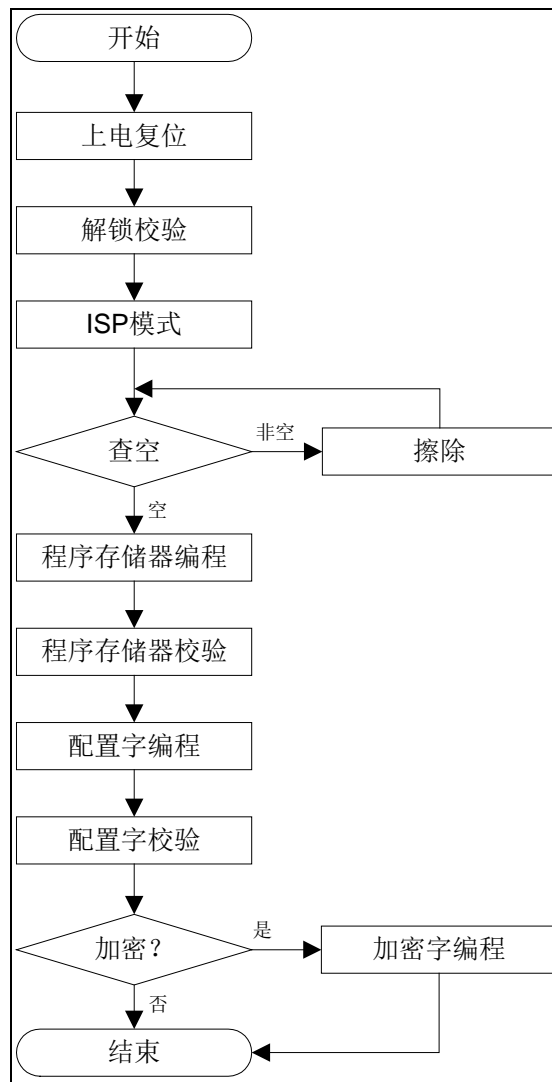 开始
上电复位
解锁校验
ISP模式
查空
非空
擦除
空
程序存储器编程
程序存储器校验
配置字编程
配置字校验
加密？
是
加密字编程
否
结束